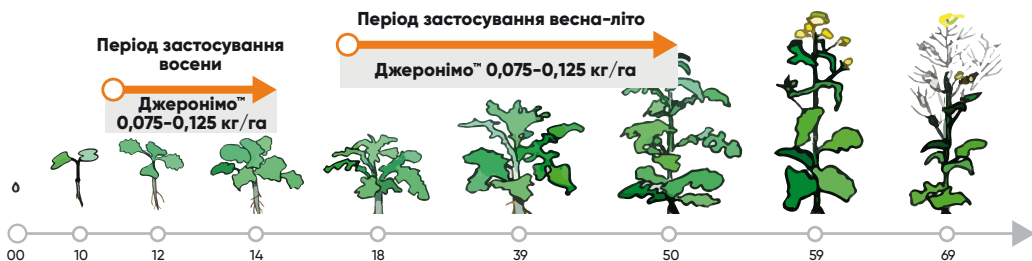 Період застосування
восени
Джеронімо™
0,075-0,125 кг/га
Період застосування весна-літо
Джеронімо™ 0,075-0,125 кг/га
00 10 12 14 18 39 50 59 69